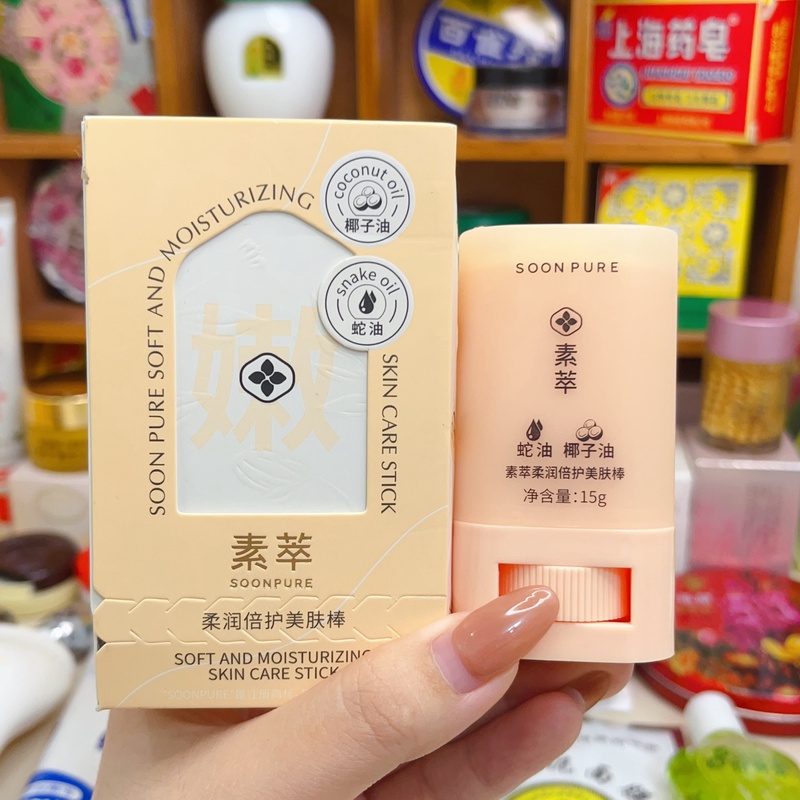 百雀
上海药皂
SOON PURE SOFT AND MOISTURIZING
SKIN CARE STICK
coconut oil
椰子油
snake oil
蛇油
嫩
素萃
SOONPURE
柔润倍护美肤棒
SOFT AND MOISTURIZING
SKIN CARE STICK
SOON PURE
素萃
蛇油 椰子油
素萃柔润倍护美肤棒
净含量:15g